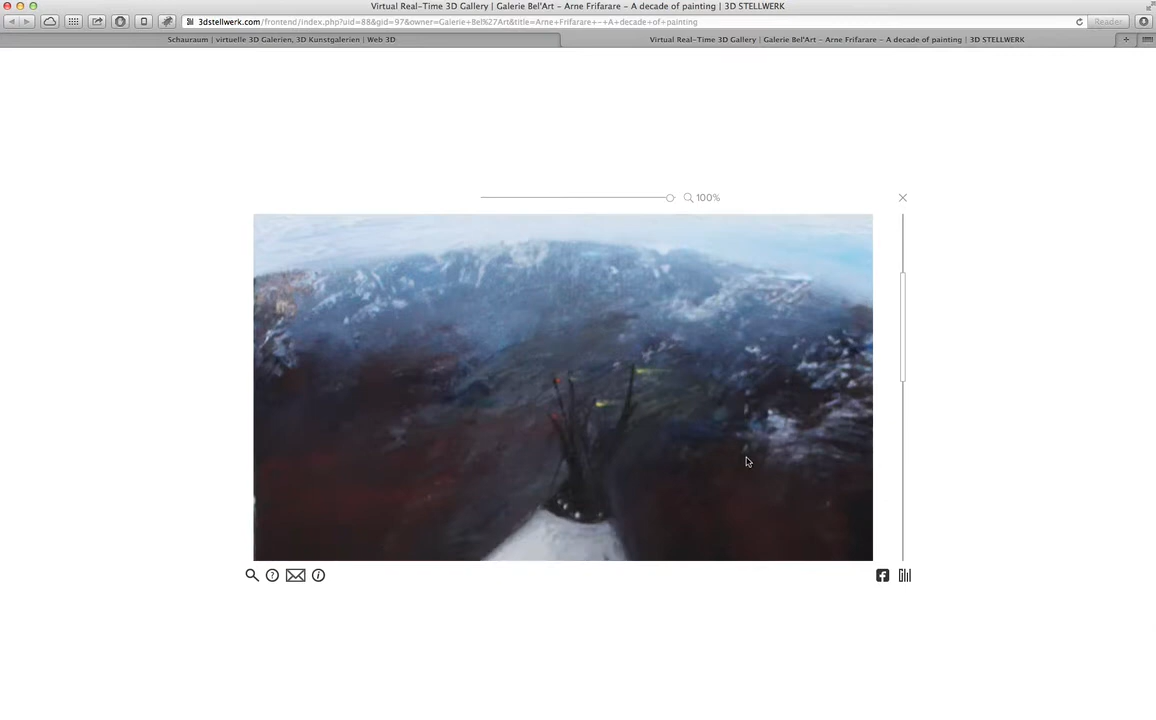 Virtual Real-Time 3D Gallery | Galerie Bel'Art - Arne Frifarare - A decade of painting | 3D STELLWERK
3dstellwerk.com/frontend/index.php?uid=88&gid=97&owner=Galerie+Bel%27Art&title=Arne+Frifarare+-+A+decade+of+painting
Reader
Schauraum | virtuelle 3D Galerien, 3D Kunstgalerien | Web 3D
Virtual Real-Time 3D Gallery | Galerie Bel'Art - Arne Frifarare - A decade of painting | 3D STELLWERK
100%